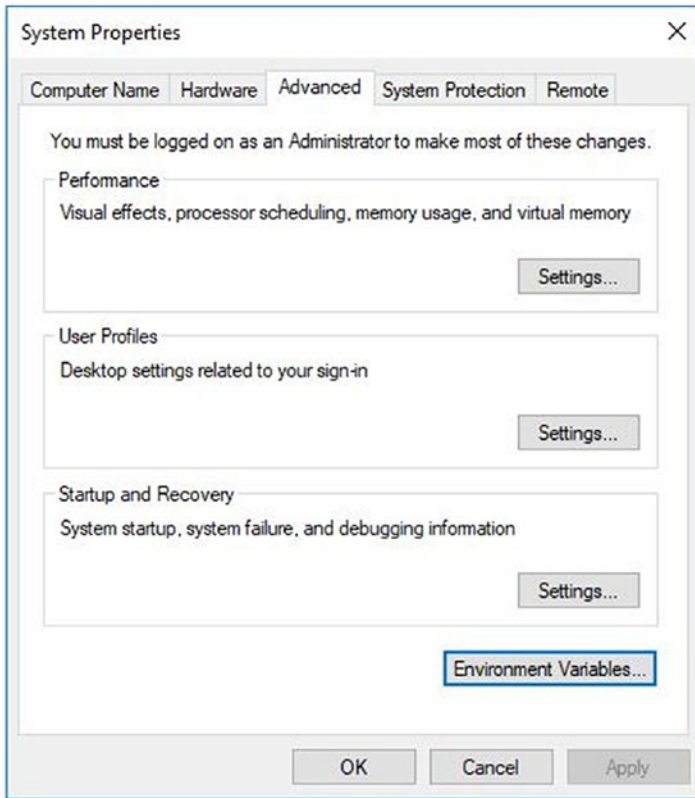 System Properties
Computer Name Hardware Advanced System Protection Remote
You must be logged on as an Administrator to make most of these changes.
Performance
Visual effects, processor scheduling, memory usage, and virtual memory
Settings...
User Profiles
Desktop settings related to your sign-in
Settings...
Startup and Recovery
System startup, system failure, and debugging information
Settings...
Environment Variables...
OK Cancel Apply